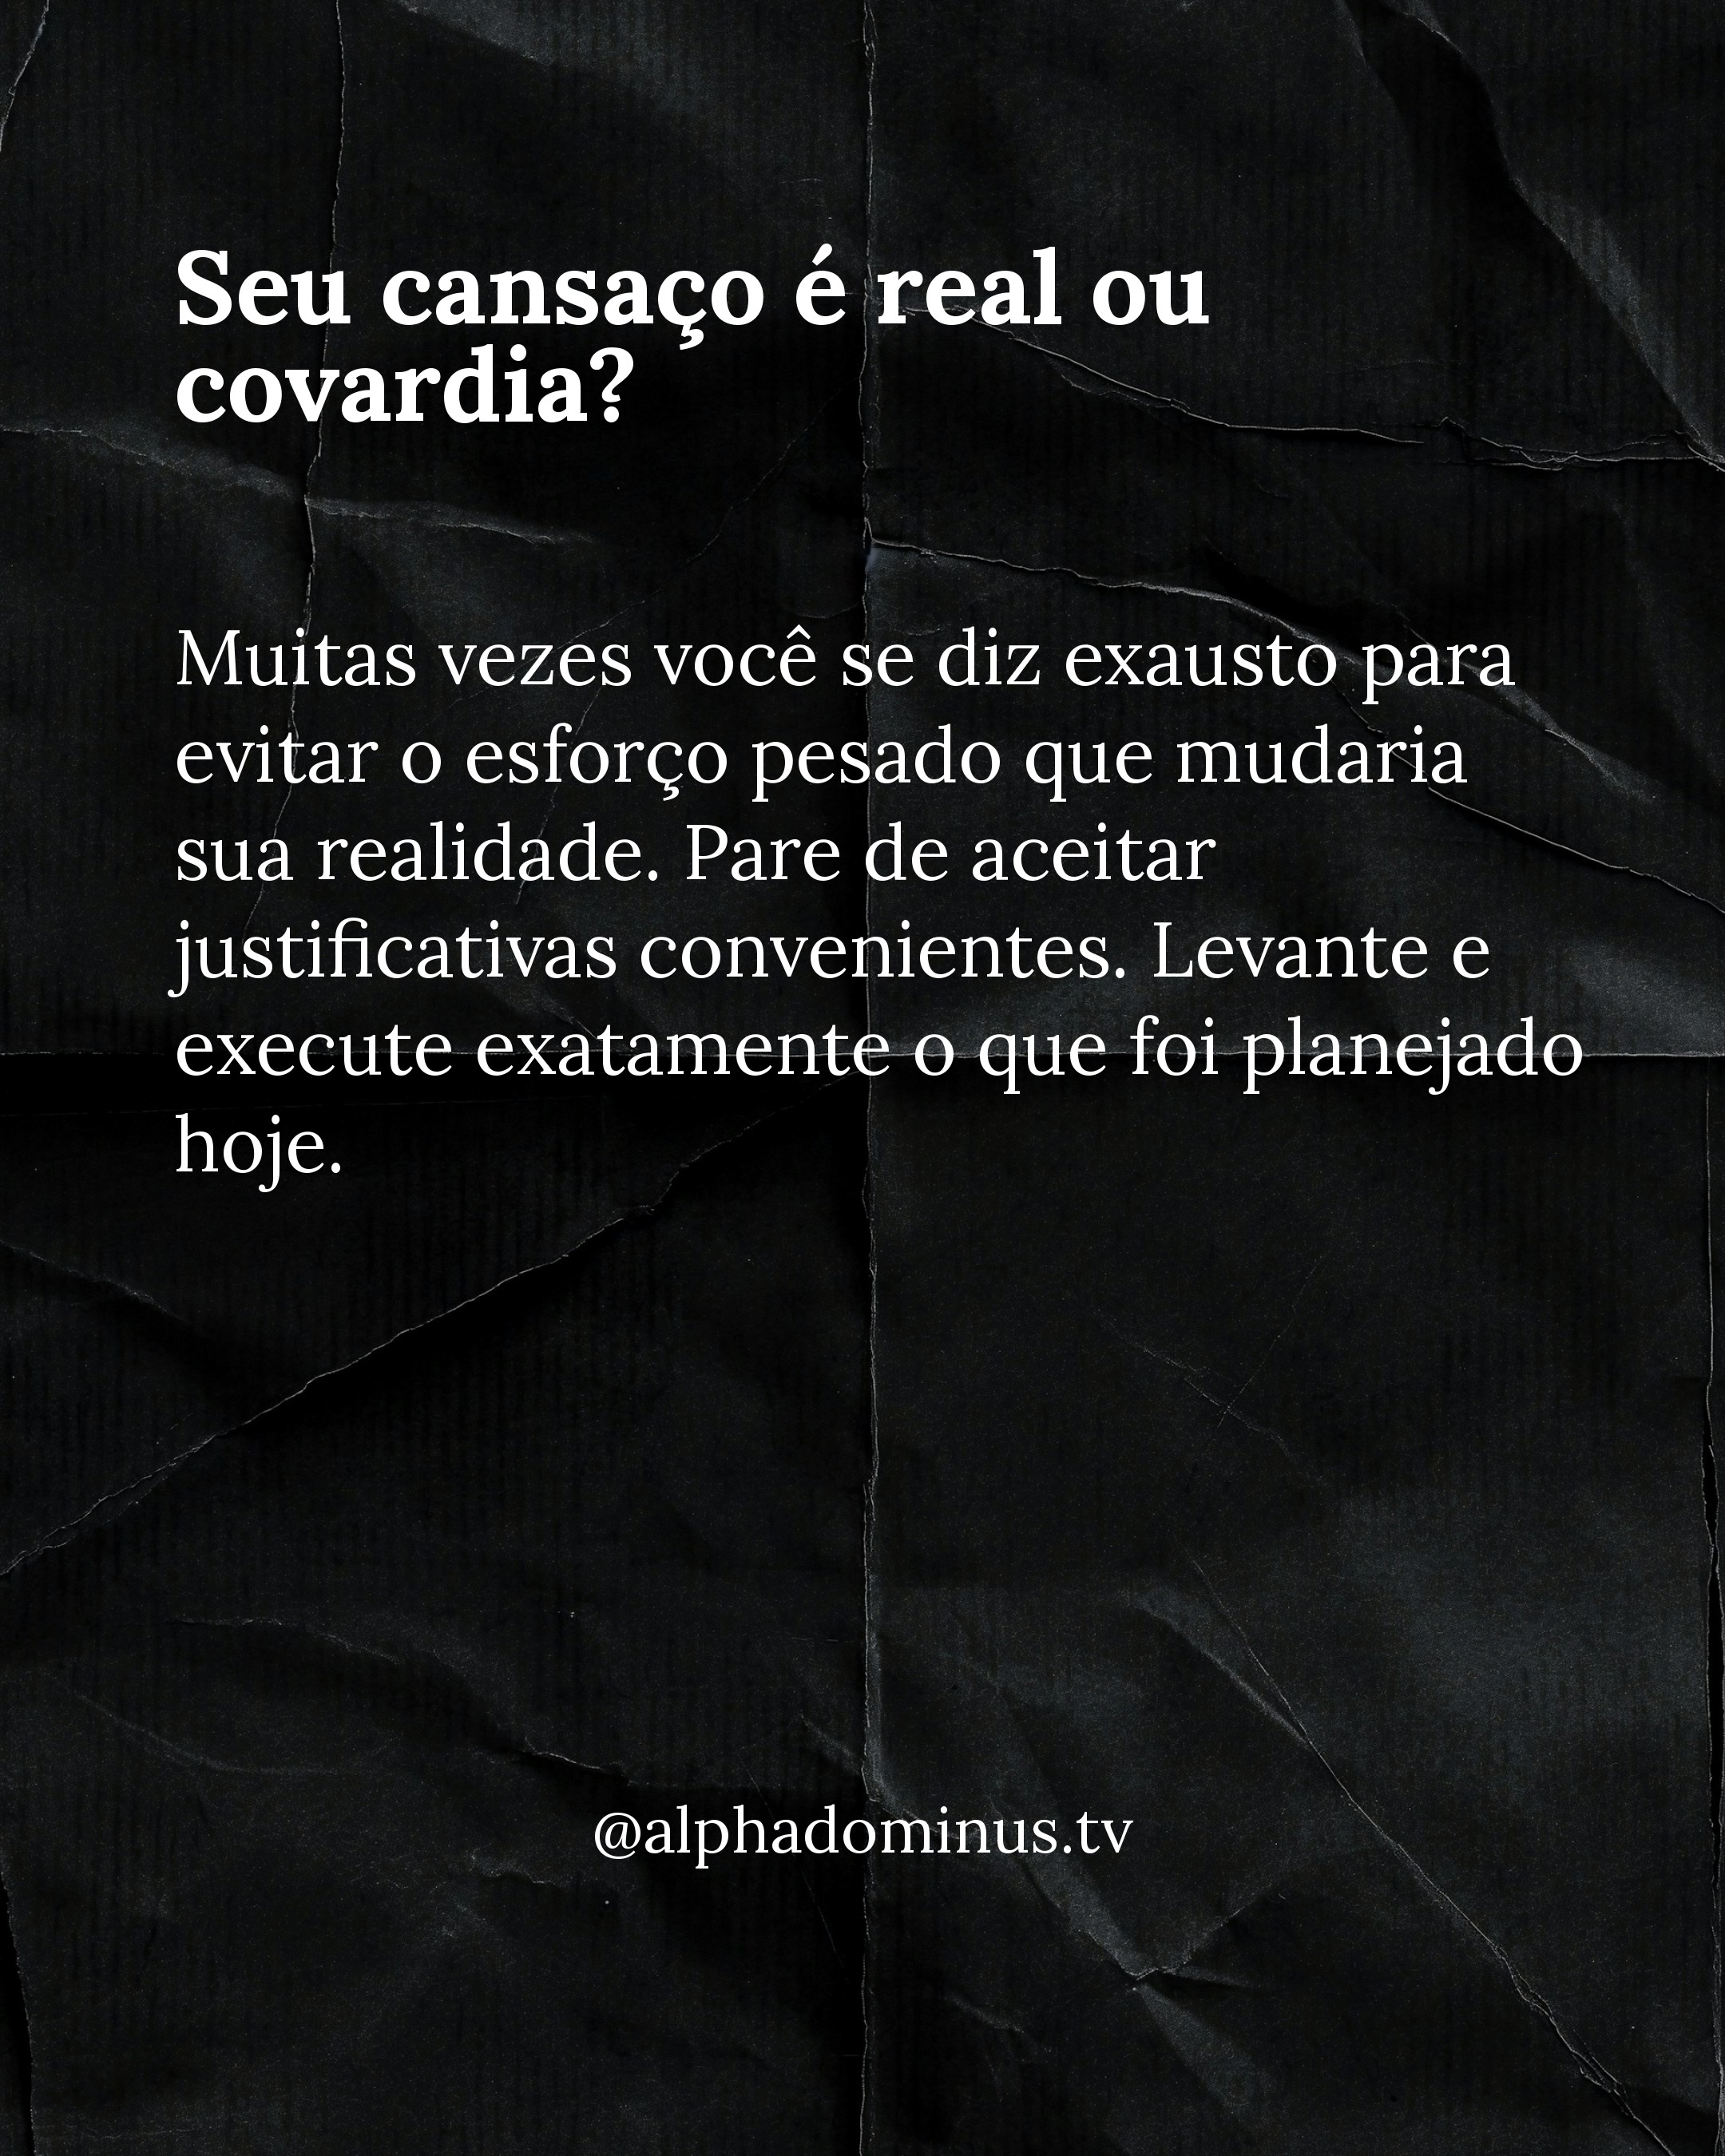 Seu cansaço é real ou
covardia?
Muitas vezes você se diz exausto para
evitar o esforço pesado que mudaria
sua realidade. Pare de aceitar
justificativas convenientes. Levante e
execute exatamente o que foi planejado
hoje.
@alphadominus.tv